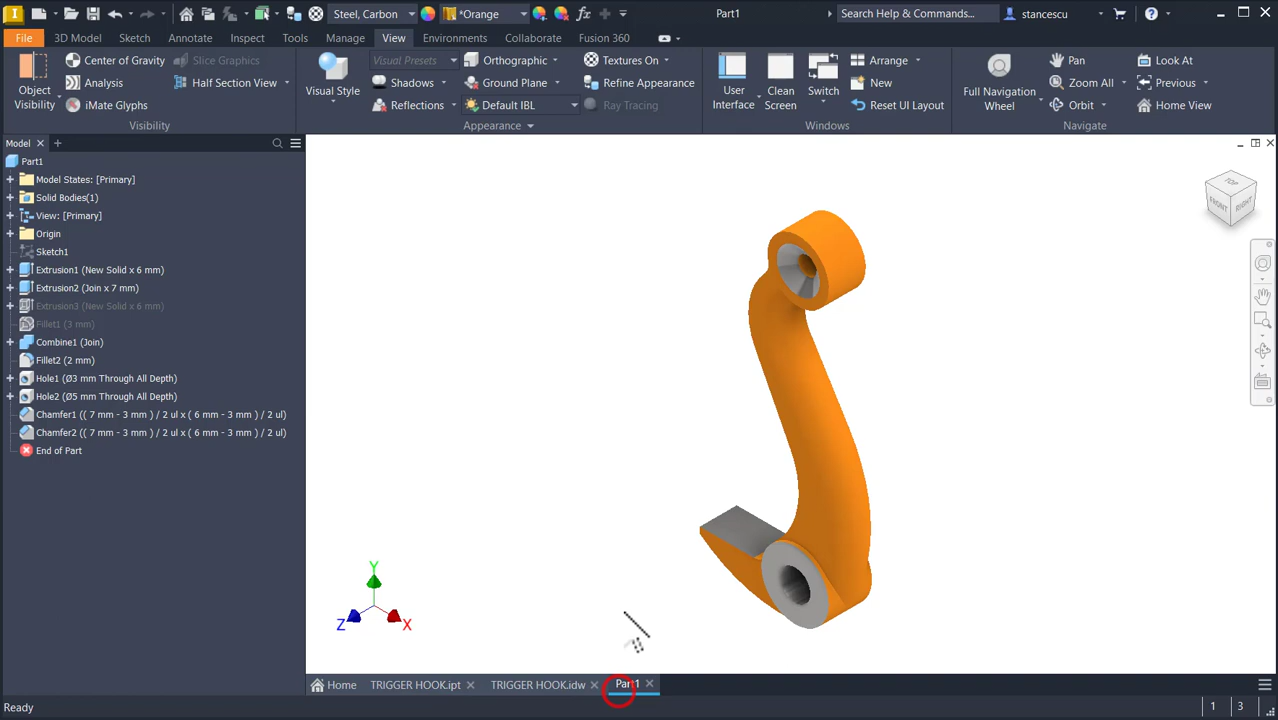 Steel, Carbon
*Orange
Part1
Search Help & Commands...
stancescu
File
3D Model
Sketch
Annotate
Inspect
Tools
Manage
View
Environments
Collaborate
Fusion 360
Object
Visibility
Center of Gravity
Analysis
iMate Glyphs
Slice Graphics
Half Section View
Visibility
Visual Style
Visual Presets
Shadows
Reflections
Orthographic
Ground Plane
Default IBL
Textures On
Refine Appearance
Ray Tracing
Appearance
User
Interface
Clean
Screen
Switch
Arrange
New
Reset UI Layout
Windows
Full Navigation
Wheel
Pan
Zoom All
Orbit
Look At
Previous
Home View
Navigate
Model
Part1
Model States: [Primary]
Solid Bodies(1)
View: [Primary]
Origin
Sketch1
Extrusion1 (New Solid x 6 mm)
Extrusion2 (Join x 7 mm)
Extrusion3 (New Solid x 6 mm)
Fillet1 (3 mm)
Combine1 (Join)
Fillet2 (2 mm)
Hole1 (Ø3 mm Through All Depth)
Hole2 (Ø5 mm Through All Depth)
Chamfer1 (( 7 mm - 3 mm ) / 2 ul x ( 6 mm - 3 mm ) / 2 ul)
Chamfer2 (( 7 mm - 3 mm ) / 2 ul x ( 6 mm - 3 mm ) / 2 ul)
End of Part
TOP
FRONT
RIGHT
Y
Z
X
Home
TRIGGER HOOK.ipt
TRIGGER HOOK.idw
Part1
Ready
1
3